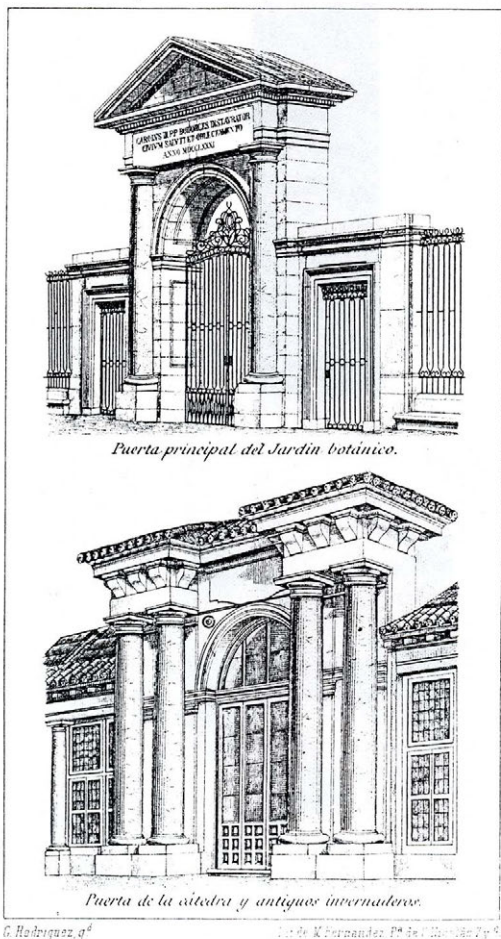 CAROLVS III P.P. BOTANICES INSTAVRATOR
CIVIVM SALVTI ET OBLECTAMENTO
ANNO MDCCLXXXI
Puerta principal del Jardin botánico.
Puerta de la cátedra y antiguos invernaderos.
G. Rodriguez, gº